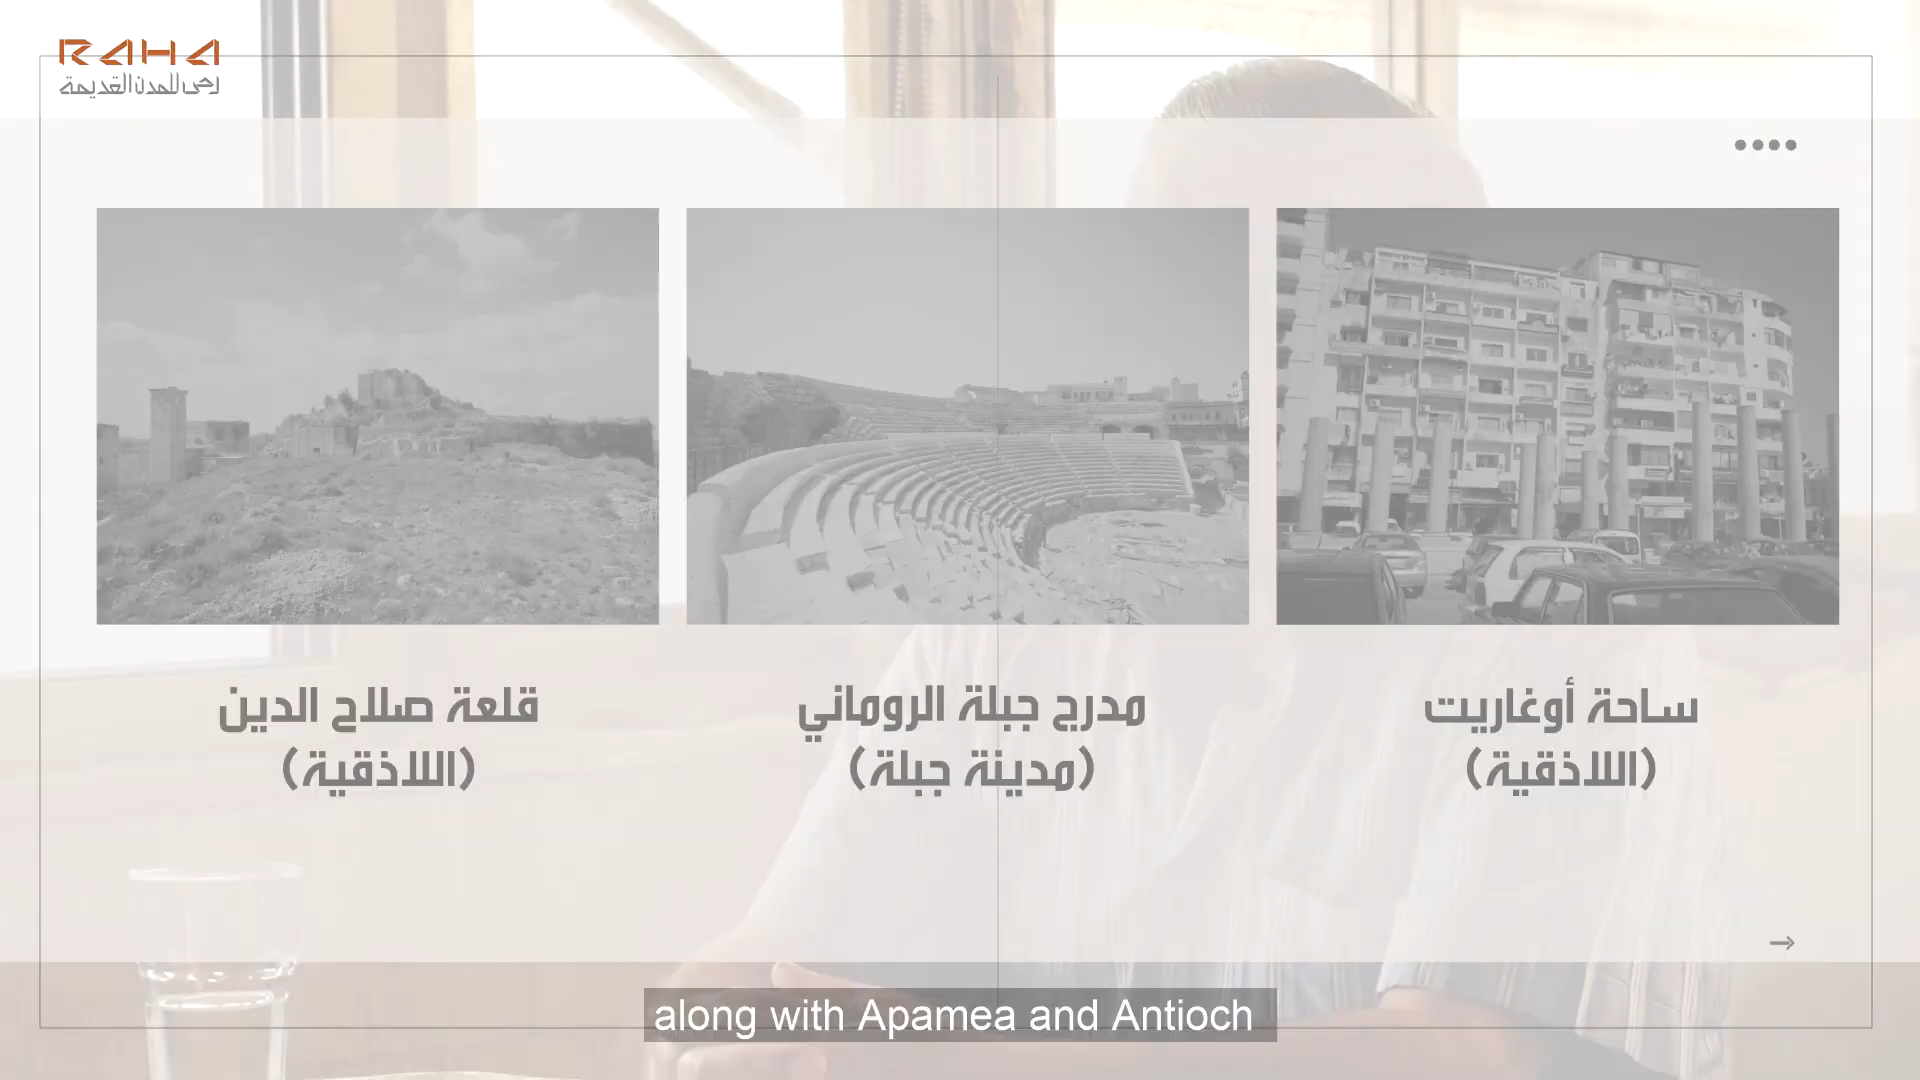 RAHA
رحى للمدن القديمة
ساحة أوغاريت
(اللاذقية)
مدرج جبلة الروماني
(مدينة جبلة)
قلعة صلاح الدين
(اللاذقية)
along with Apamea and Antioch